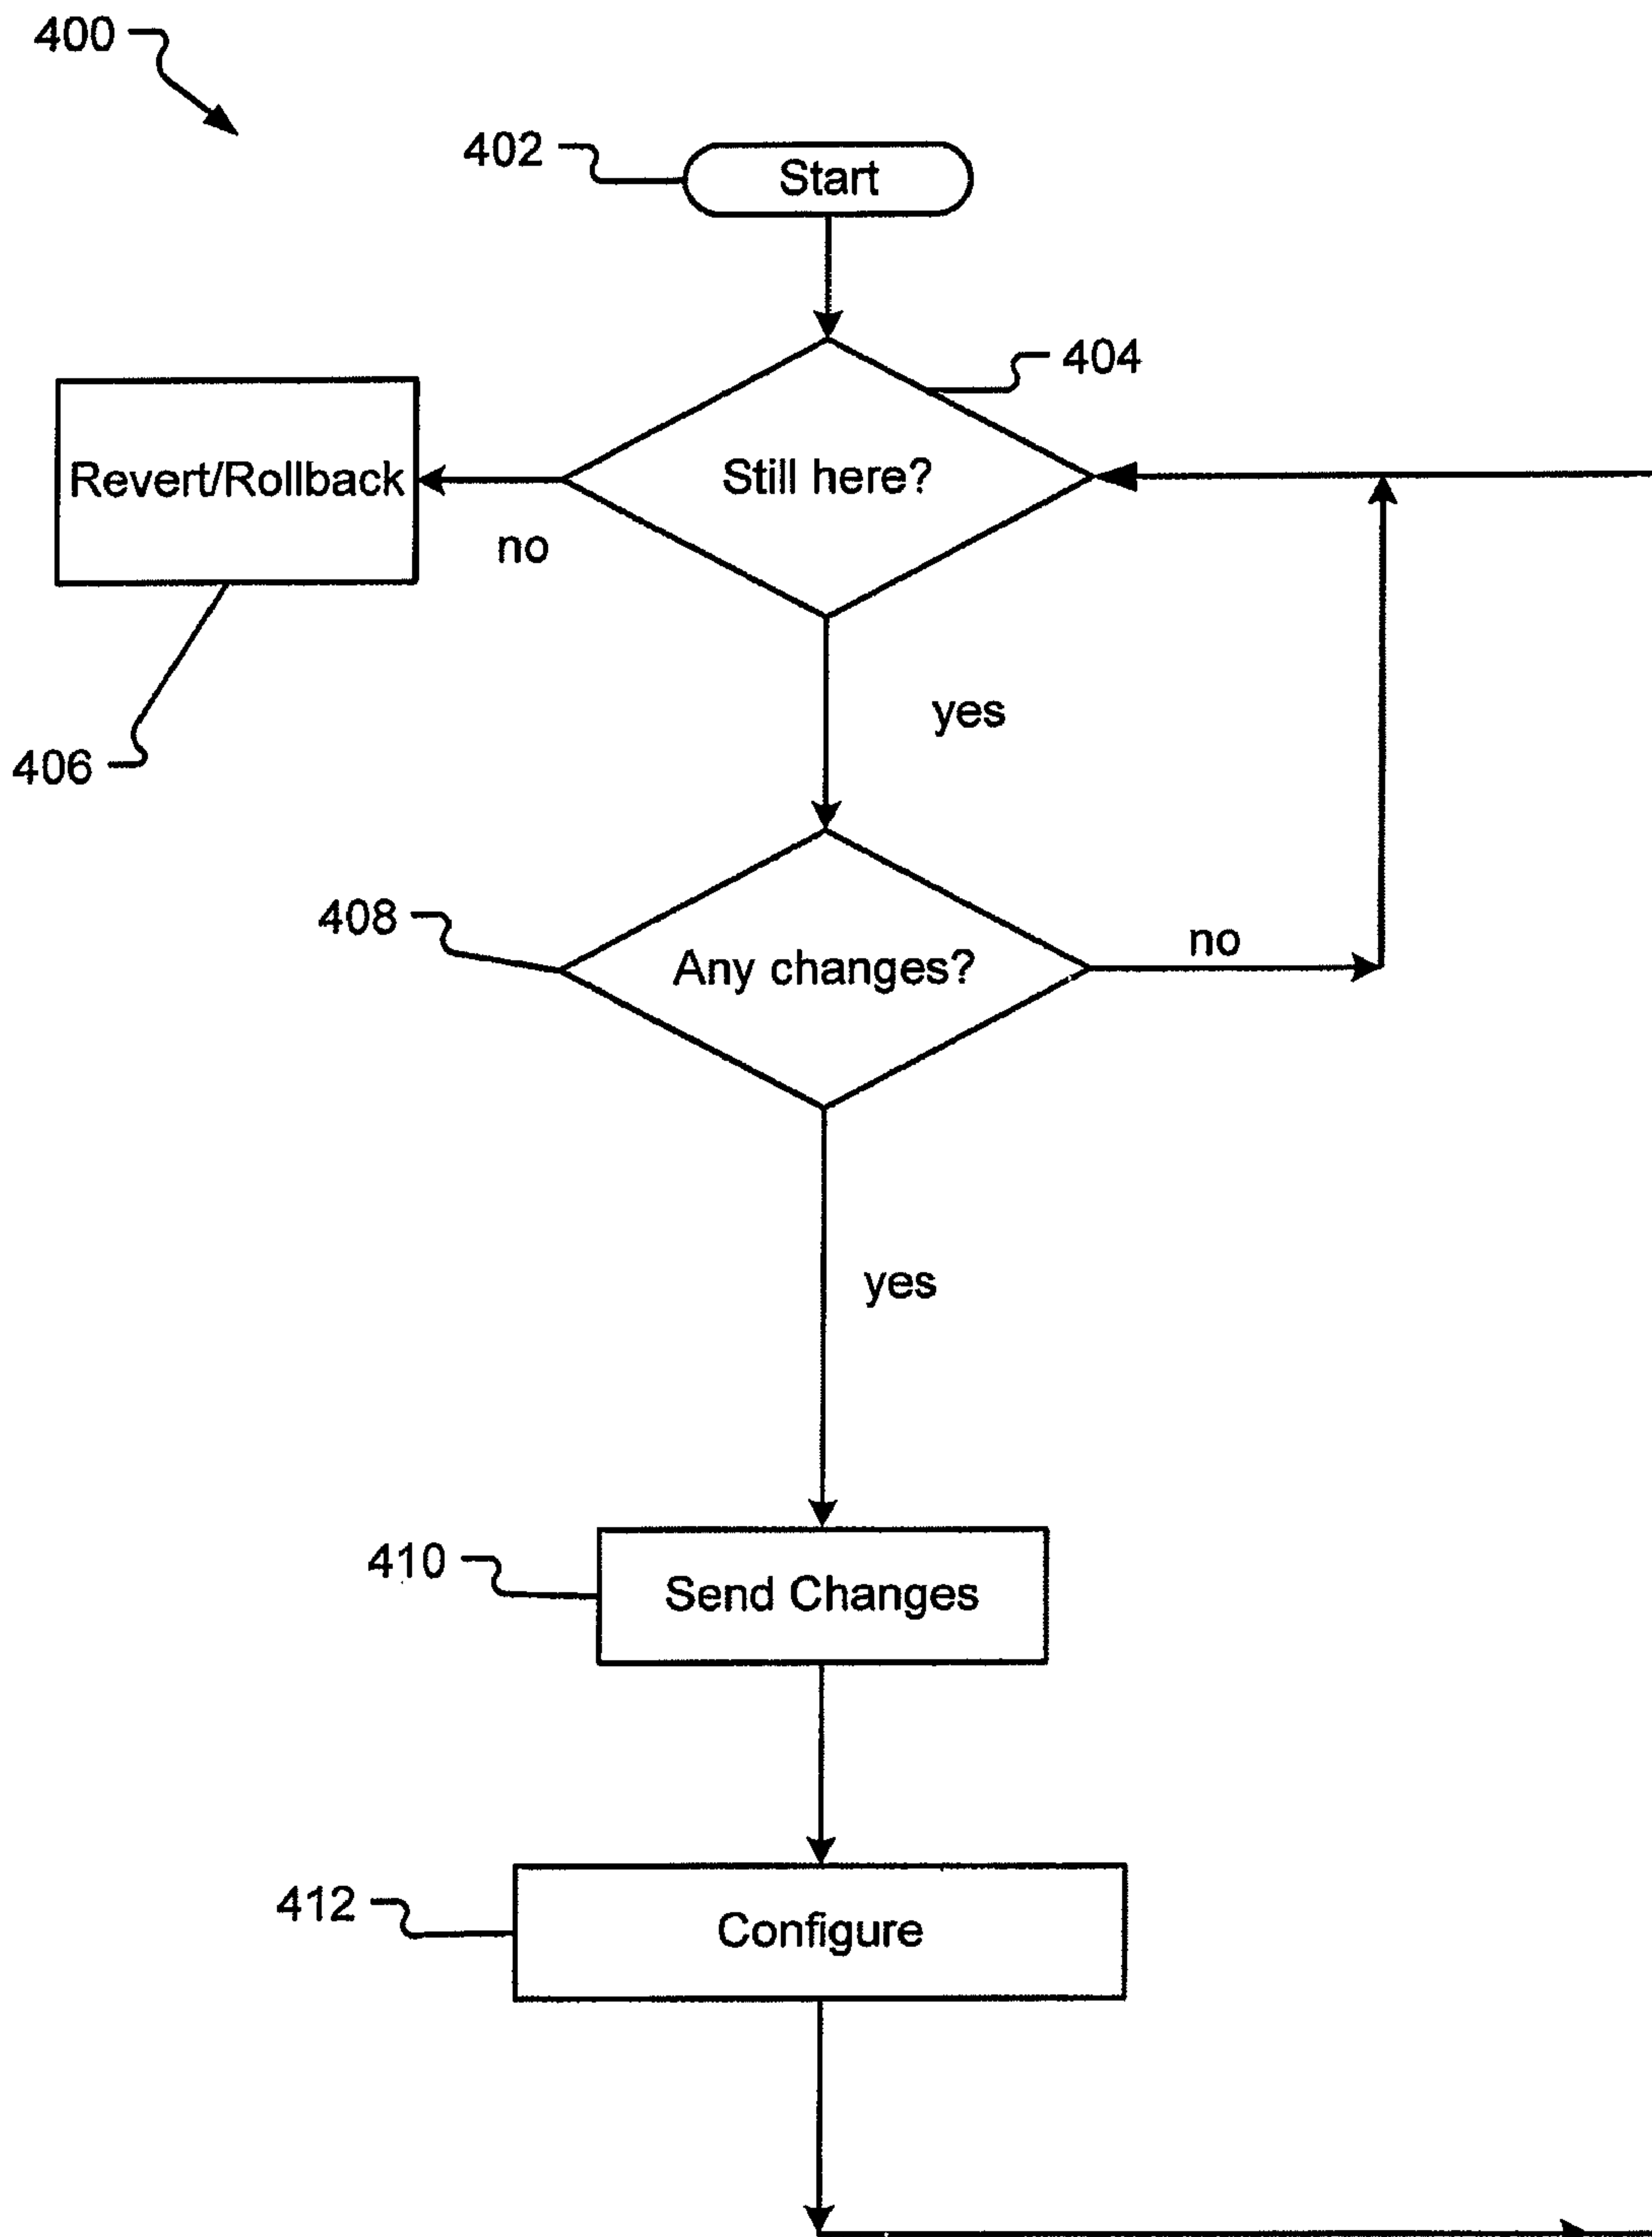 400
402
Start
404
Revert/Rollback
Still here?
no
yes
406
408
Any changes?
no
yes
410
Send Changes
412
Configure